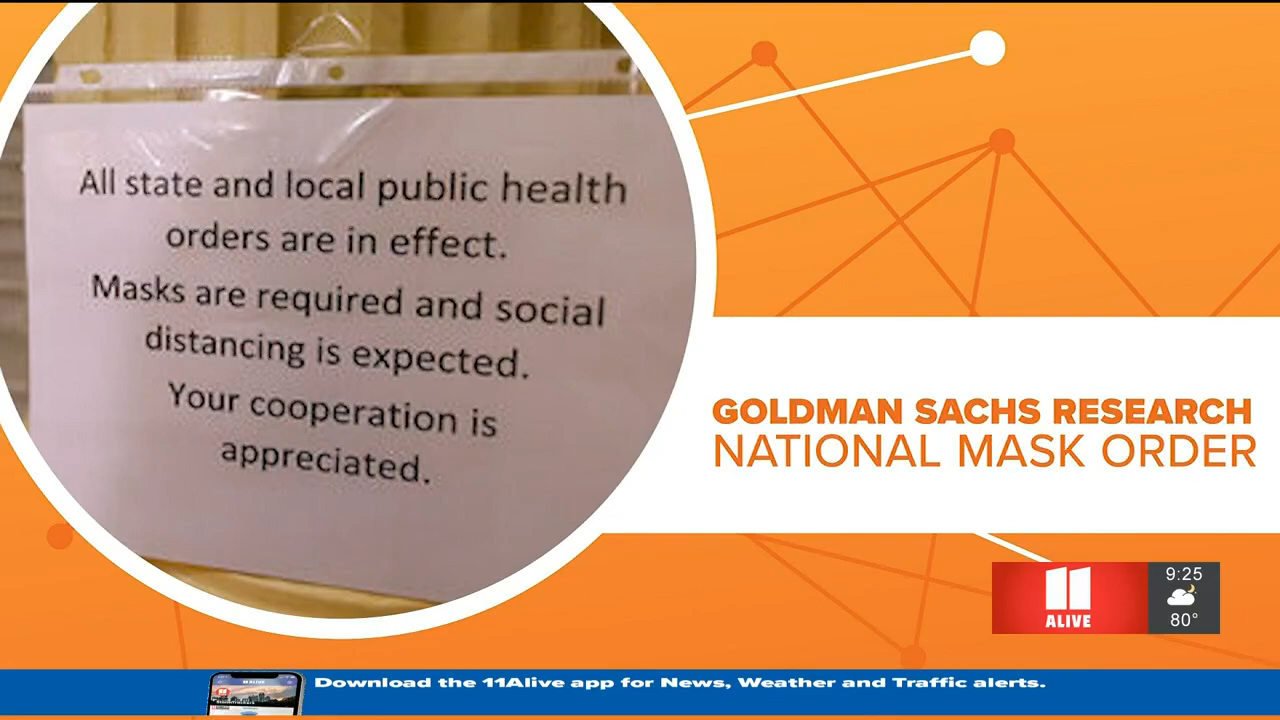 All state and local public health
orders are in effect.
Masks are required and social
distancing is expected.
Your cooperation is
appreciated.
GOLDMAN SACHS RESEARCH
NATIONAL MASK ORDER
11
ALIVE
9:25
80°
Download the 11Alive app for News, Weather and Traffic alerts.